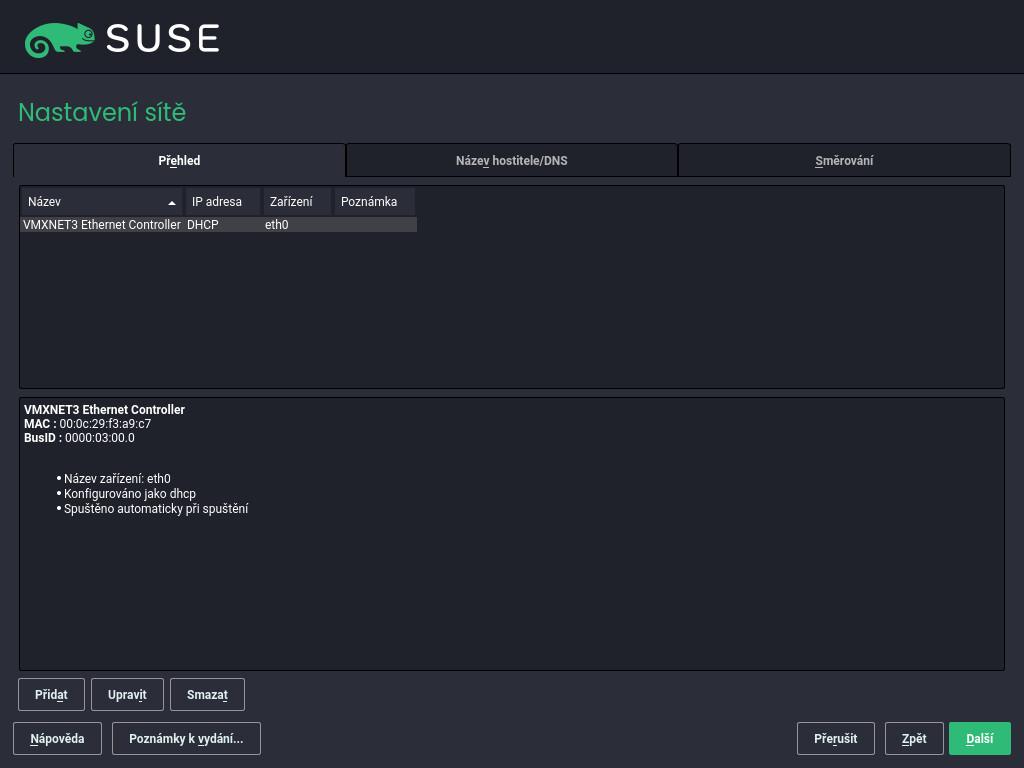 SUSE
Nastavení sítě
Přehled
Název hostitele/DNS
Směrování
Název IP adresa Zařízení Poznámka
VMXNET3 Ethernet Controller DHCP eth0
VMXNET3 Ethernet Controller
MAC : 00:0c:29:f3:a9:c7
BusID : 0000:03:00.0
• Název zařízení: eth0
• Konfigurováno jako dhcp
• Spuštěno automaticky při spuštění
Přidat Upravit Smazat
Nápověda Poznámky k vydání... Přerušit Zpět Další